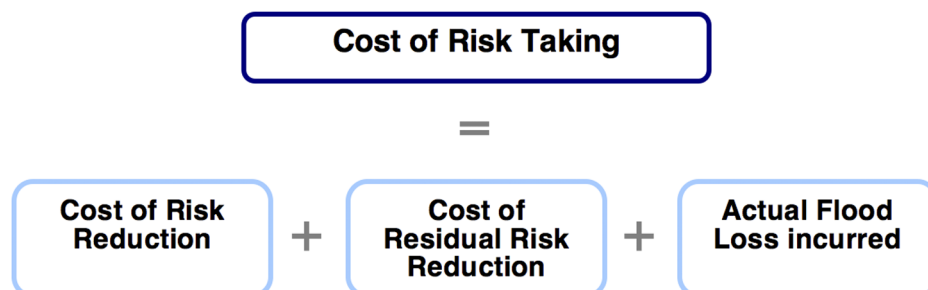 Cost of Risk Taking
=
Cost of Risk
Reduction
+
Cost of
Residual Risk
Reduction
+
Actual Flood
Loss incurred